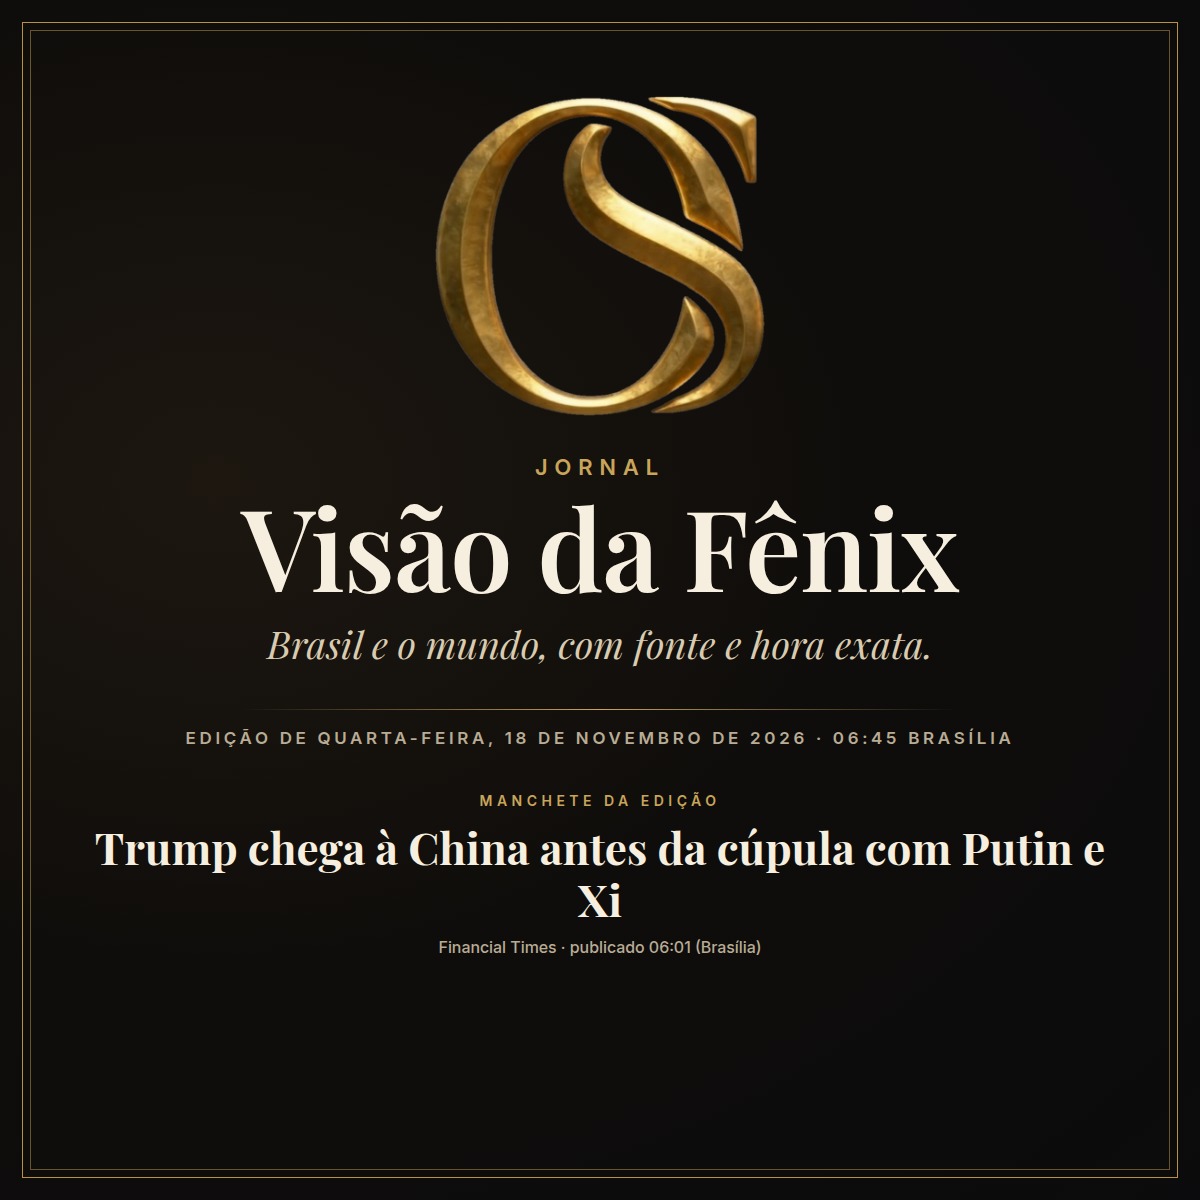 CS
JORNAL
Visão da Fênix
Brasil e o mundo, com fonte e hora exata.
EDIÇÃO DE QUARTA-FEIRA, 18 DE NOVEMBRO DE 2026 · 06:45 BRASÍLIA
MANCHETE DA EDIÇÃO
Trump chega à China antes da cúpula com Putin e
Xi
Financial Times · publicado 06:01 (Brasília)